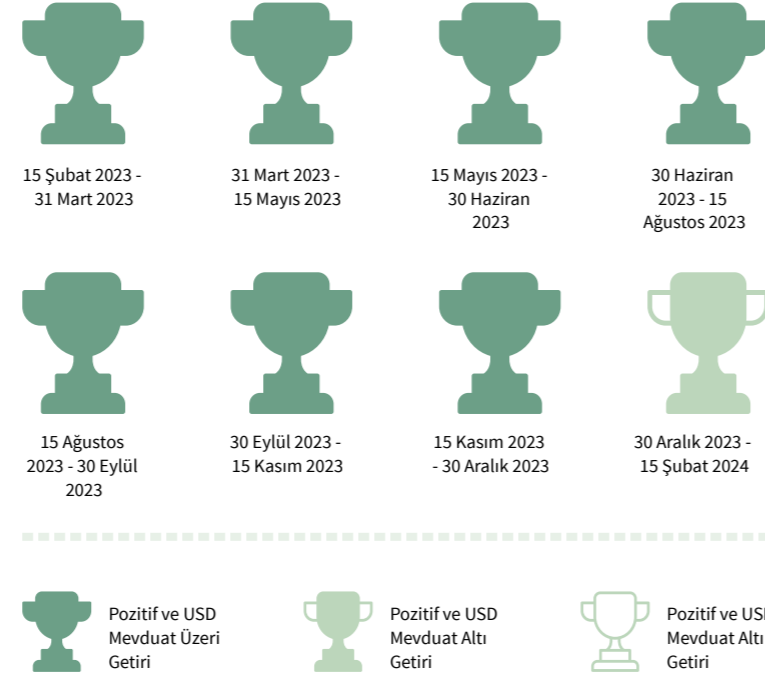 15 Şubat 2023 -
31 Mart 2023
31 Mart 2023 -
15 Mayıs 2023
15 Mayıs 2023 -
30 Haziran
2023
30 Haziran
2023 - 15
Ağustos 2023
15 Ağustos
2023 - 30 Eylül
2023
30 Eylül 2023 -
15 Kasım 2023
15 Kasım 2023
- 30 Aralık 2023
30 Aralık 2023 -
15 Şubat 2024
Pozitif ve USD
Mevduat Üzeri
Getiri
Pozitif ve USD
Mevduat Altı
Getiri
Pozitif ve
Mevduat Altı
Getiri